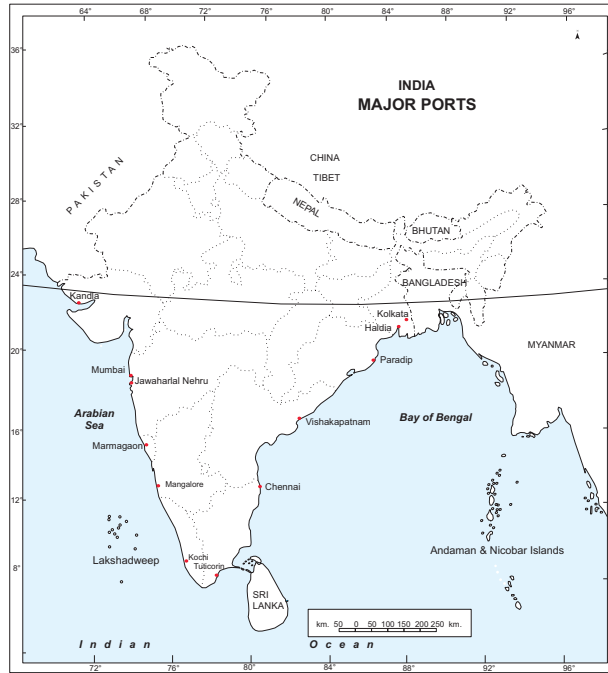 64° 68° 72° 76° 80° 84° 88° 92° 96°
INDIA
MAJOR PORTS
36°
32°
28°
24°
20°
16°
12°
8°
CHINA
TIBET
PAKISTAN
NEPAL
BHUTAN
BANGLADESH
MYANMAR
Kandla
Kolkata
Haldia
Paradip
Mumbai
Jawaharlal Nehru
Arabian
Sea
Vishakapatnam
Bay of Bengal
Marmagaon
Mangalore
Chennai
Lakshadweep
Kochi
Tuticorin
Andaman & Nicobar Islands
SRI
LANKA
km. 50 0 50 100 150 200 250 km.
Indian Ocean
72° 76° 80° 84° 88° 92° 96°